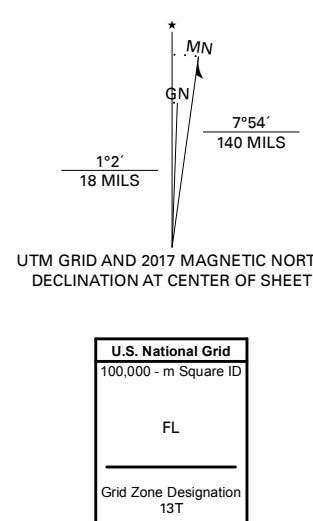 ★
MN
GN
7°54´
140 MILS
1°2´
18 MILS
UTM GRID AND 2017 MAGNETIC NORT
DECLINATION AT CENTER OF SHEET
U.S. National Grid
100,000 - m Square ID
FL
Grid Zone Designation
13T